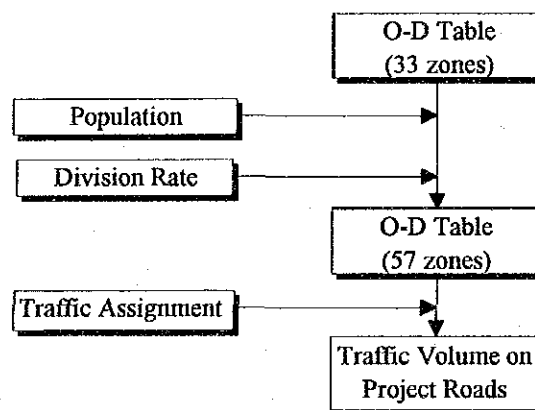 O-D Table
(33 zones)
Population
Division Rate
O-D Table
(57 zones)
Traffic Assignment
Traffic Volume on
Project Roads